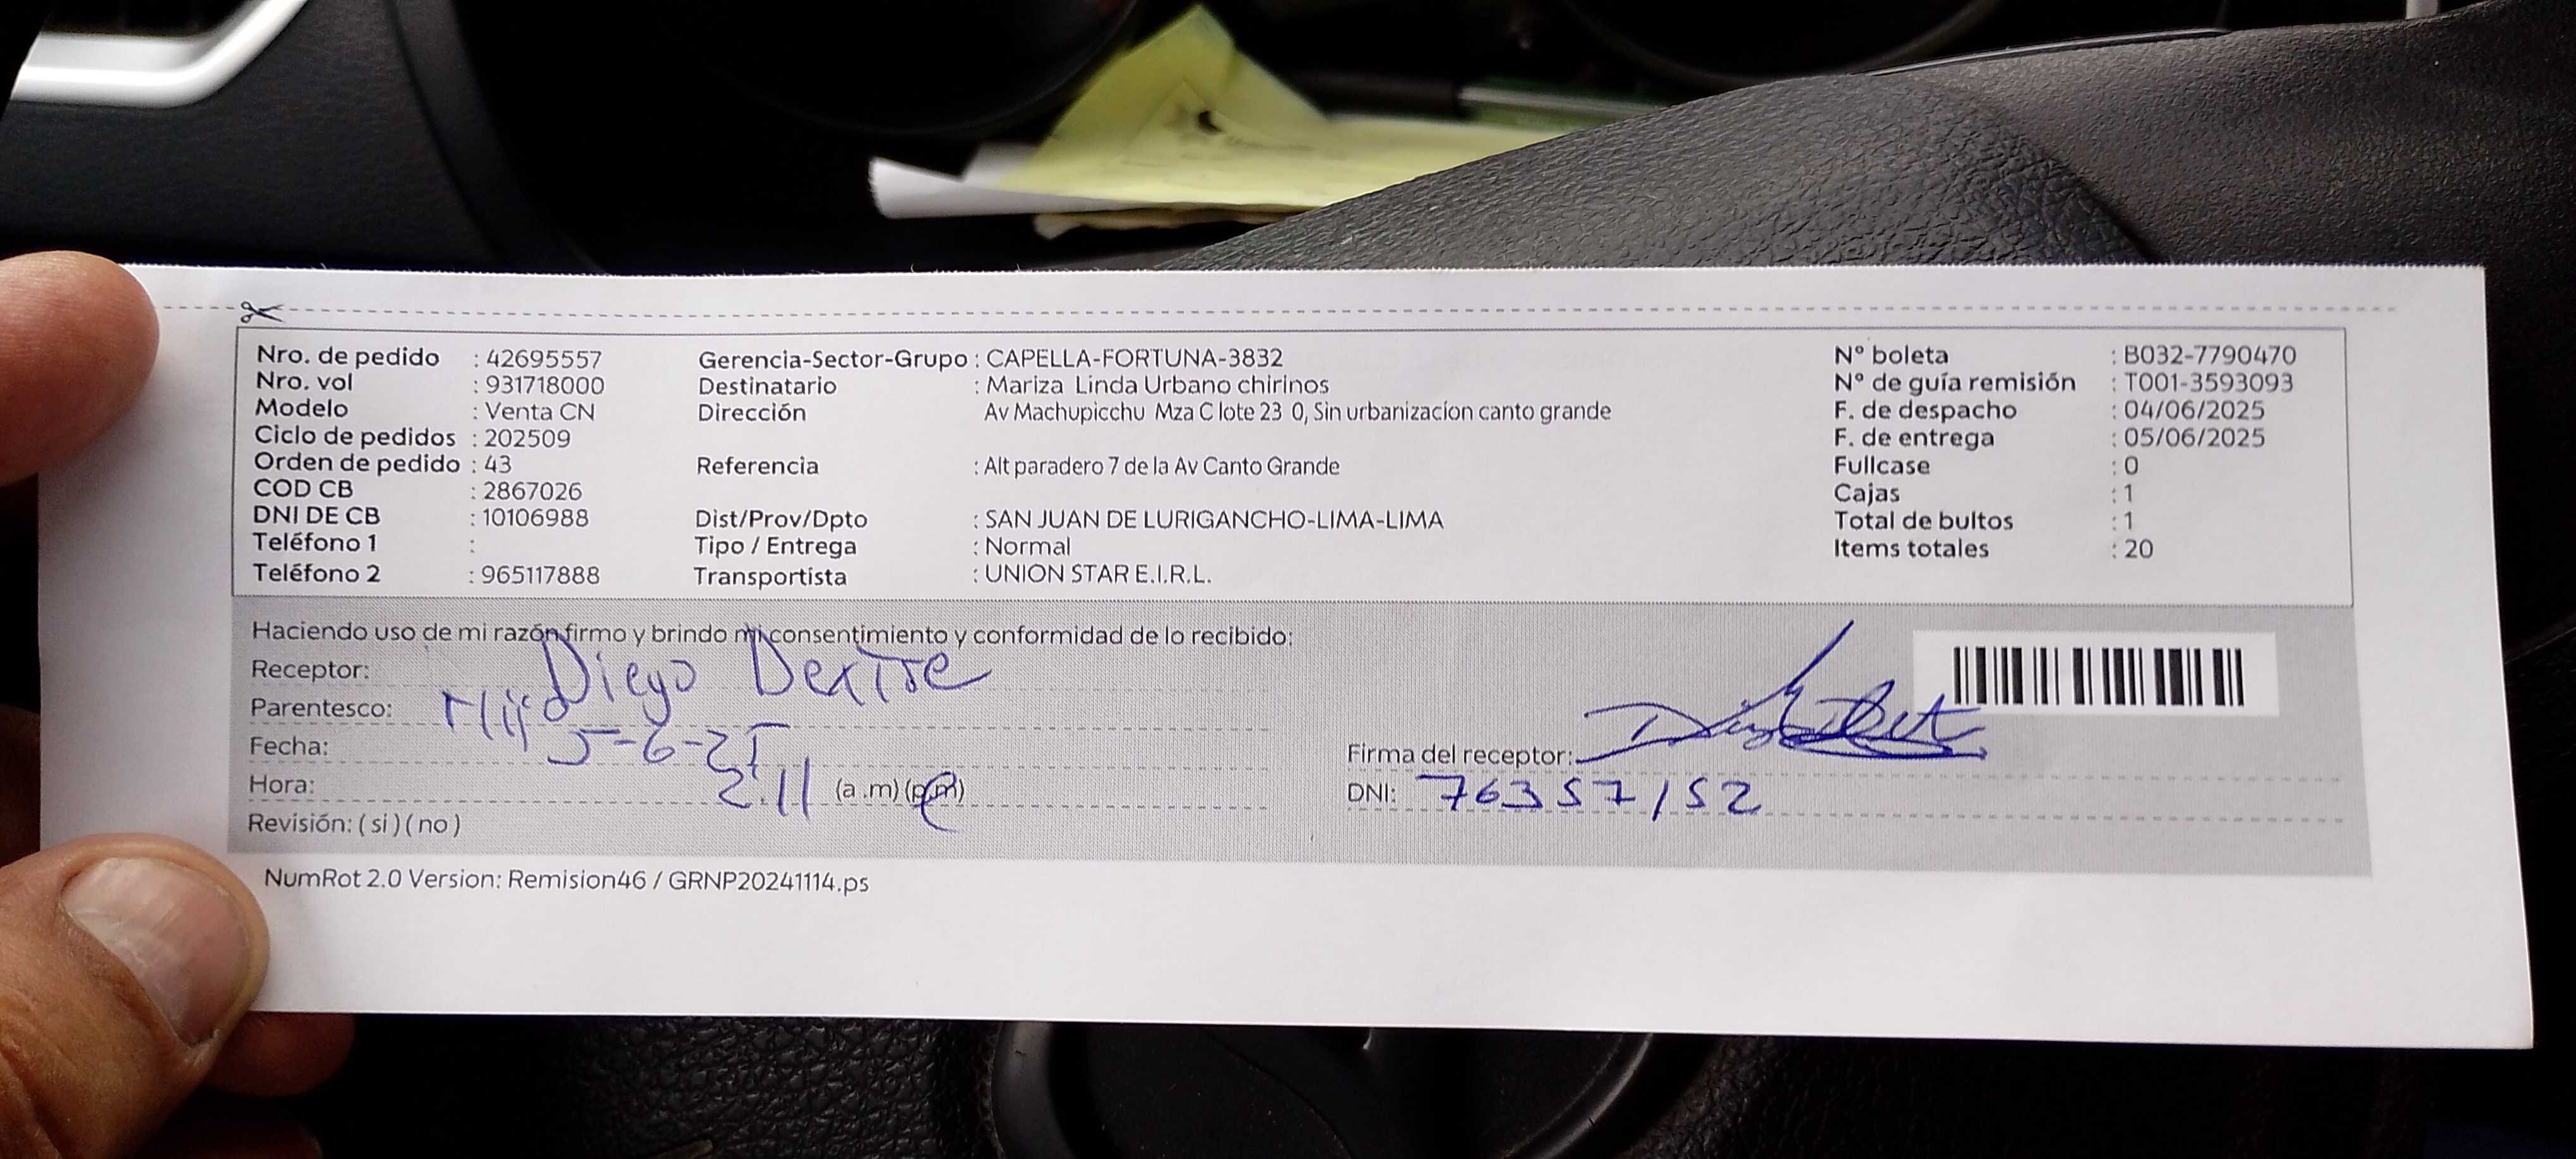 Nro. de pedido : 42695557 Gerencia-Sector-Grupo : CAPELLA-FORTUNA-3832 N° boleta : B032-7790470
Nro. vol : 931718000 Destinatario : Mariza Linda Urbano chirinos N° de guía remisión : T001-3593093
Modelo : Venta CN Dirección Av Machupicchu Mza C lote 23 0, Sin urbanizacion canto grande F. de despacho : 04/06/2025
Ciclo de pedidos : 202509 F. de entrega : 05/06/2025
Orden de pedido : 43 Referencia : Alt paradero 7 de la Av Canto Grande Fullcase : 0
COD CB : 2867026 Cajas : 1
DNI DE CB : 10106988 Dist/Prov/Dpto : SAN JUAN DE LURIGANCHO-LIMA-LIMA Total de bultos : 1
Teléfono 1 : Tipo / Entrega : Normal Items totales : 20
Teléfono 2 : 965117888 Transportista : UNION STAR E.I.R.L.
Haciendo uso de mi razón firmo y brindo mi consentimiento y conformidad de lo recibido:
Receptor: Diego
Parentesco: Hijo
Fecha: 5-6-25 Firma del receptor:
Hora: 2.11 (a .m) (p.m) DNI: 76357152
Revisión: ( si ) ( no )
NumRot 2.0 Version: Remision46 / GRNP20241114.ps